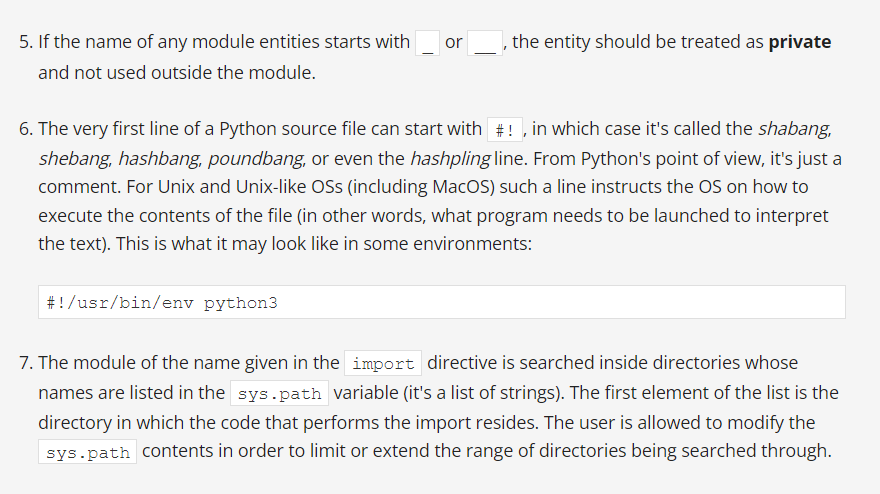 5. If the name of any module entities starts with _ or __, the entity should be treated as private
and not used outside the module.
6. The very first line of a Python source file can start with #!, in which case it's called the shabang,
shebang, hashbang, poundbang, or even the hashpling line. From Python's point of view, it's just a
comment. For Unix and Unix-like OSs (including MacOS) such a line instructs the OS on how to
execute the contents of the file (in other words, what program needs to be launched to interpret
the text). This is what it may look like in some environments:
#!/usr/bin/env python3
7. The module of the name given in the import directive is searched inside directories whose
names are listed in the sys.path variable (it's a list of strings). The first element of the list is the
directory in which the code that performs the import resides. The user is allowed to modify the
sys.path contents in order to limit or extend the range of directories being searched through.